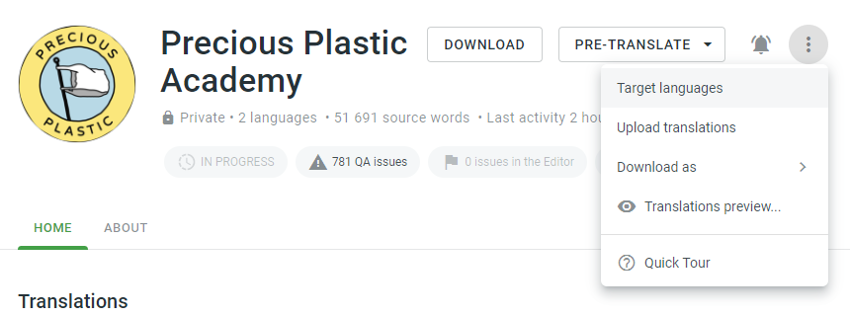 PRECIOUS
PLASTIC
Precious Plastic
Academy
DOWNLOAD
PRE-TRANSLATE
Private • 2 languages • 51 691 source words • Last activity 2
IN PROGRESS
781 QA issues
0 issues in the Editor
Target languages
Upload translations
Download as
Translations preview...
Quick Tour
HOME
ABOUT
Translations